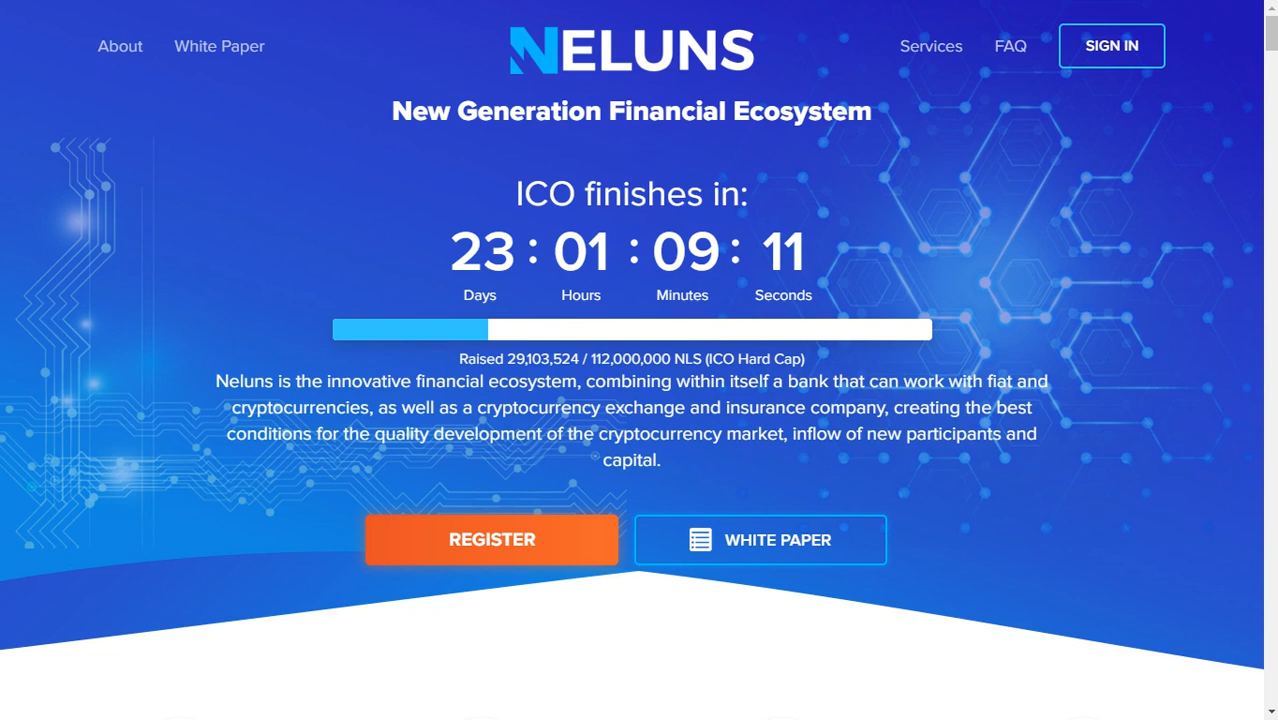 About
White Paper
NELUNS
Services
FAQ
SIGN IN
New Generation Financial Ecosystem
ICO finishes in:
23 : 01 : 09 : 11
Days Hours Minutes Seconds
Raised 29,103,524 / 112,000,000 NLS (ICO Hard Cap)
Neluns is the innovative financial ecosystem, combining within itself a bank that can work with fiat and
cryptocurrencies, as well as a cryptocurrency exchange and insurance company, creating the best
conditions for the quality development of the cryptocurrency market, inflow of new participants and
capital.
REGISTER
WHITE PAPER